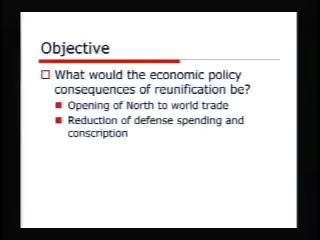 Objective
What would the economic policy
consequences of reunification be?
Opening of North to world trade
Reduction of defense spending and
conscription